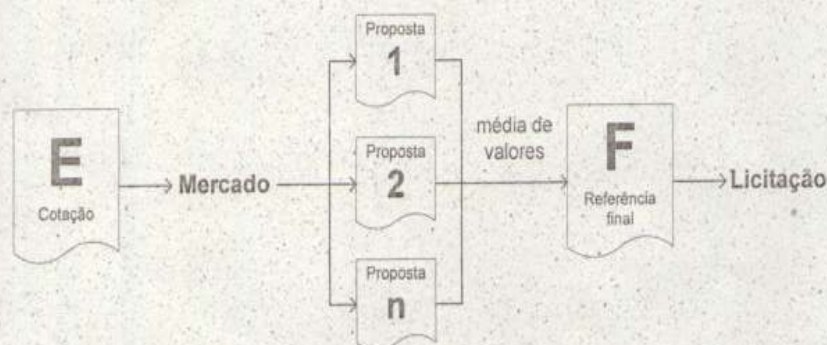 Proposta
1
E
Cotação
Mercado
Proposta
2
média de
valores
F
Referência
final
Licitação
Proposta
n